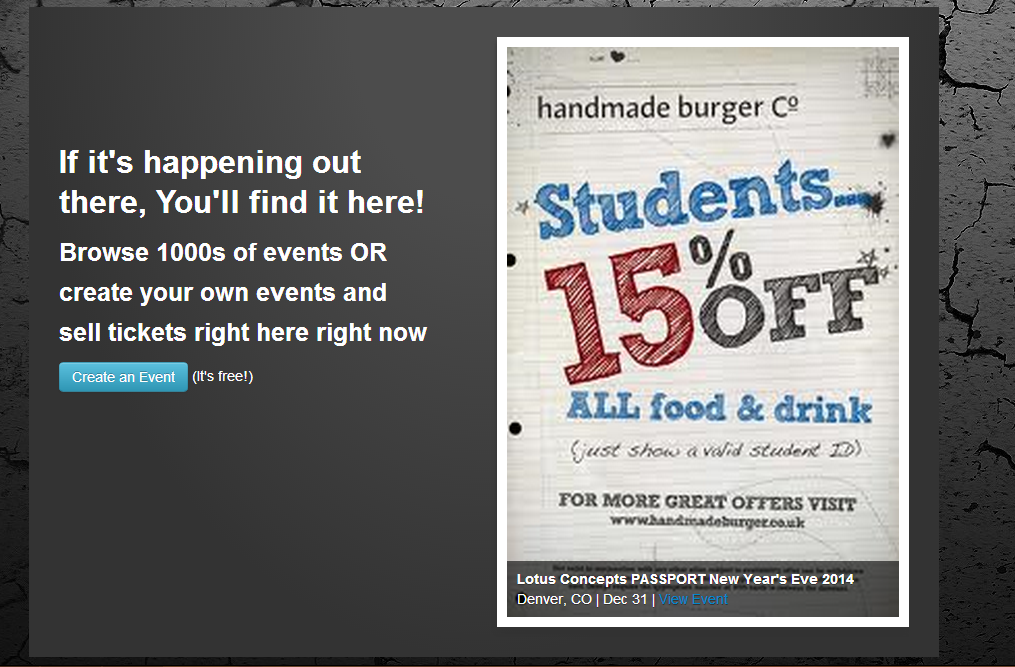 If it's happening out
there, You'll find it here!
Browse 1000s of events OR
create your own events and
sell tickets right here right now
Create an Event (It's free!)
handmade burger Cº
Students...
15% OFF
ALL food & drink
(just show a valid student ID)
FOR MORE GREAT OFFERS VISIT
www.handmadeburger.co.uk
Lotus Concepts PASSPORT New Year's Eve 2014
Denver, CO | Dec 31 | View Event